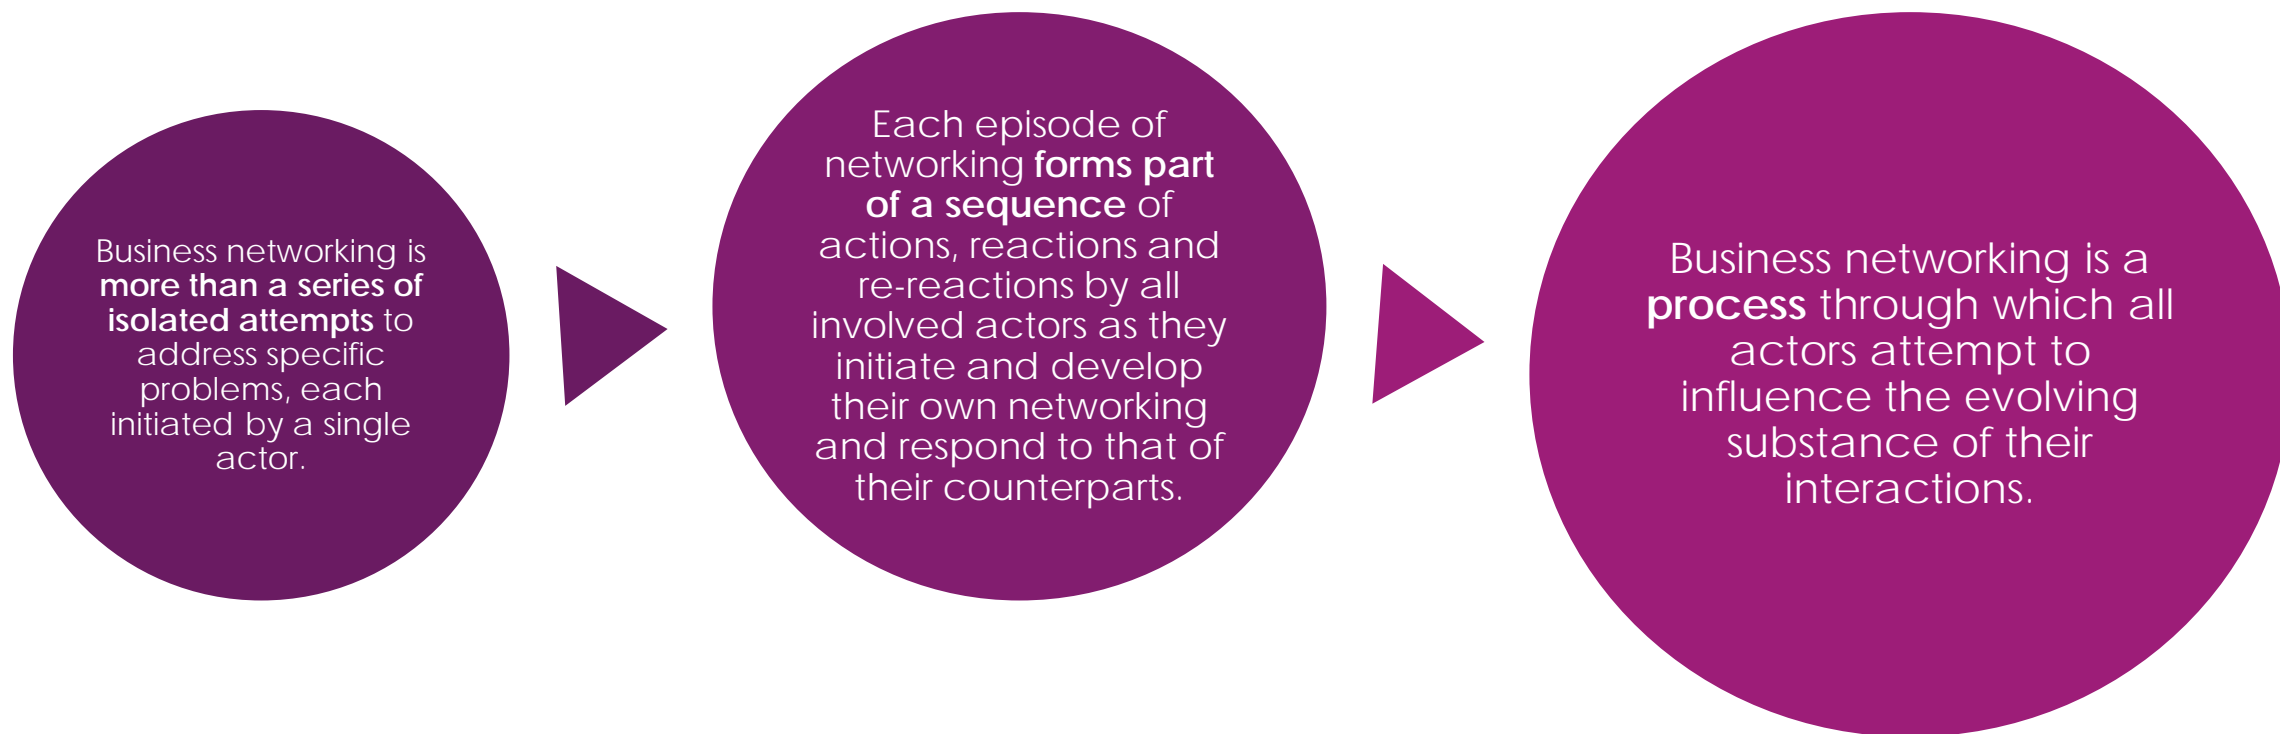 Business networking is
more than a series of
isolated attempts to
address specific
problems, each
initiated by a single
actor.
Each episode of
networking forms part
of a sequence of
actions, reactions and
re-reactions by all
involved actors as they
initiate and develop
their own networking
and respond to that of
their counterparts.
Business networking is a
process through which all
actors attempt to
influence the evolving
substance of their
interactions.